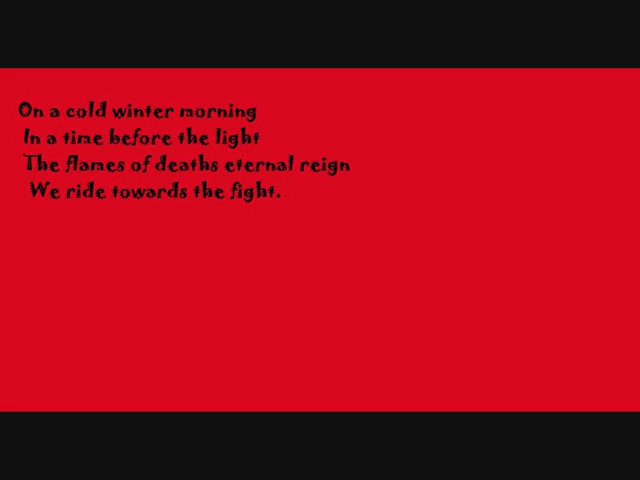 On a cold winter morning
In a time before the light
The flames of deaths eternal reign
We ride towards the fight.